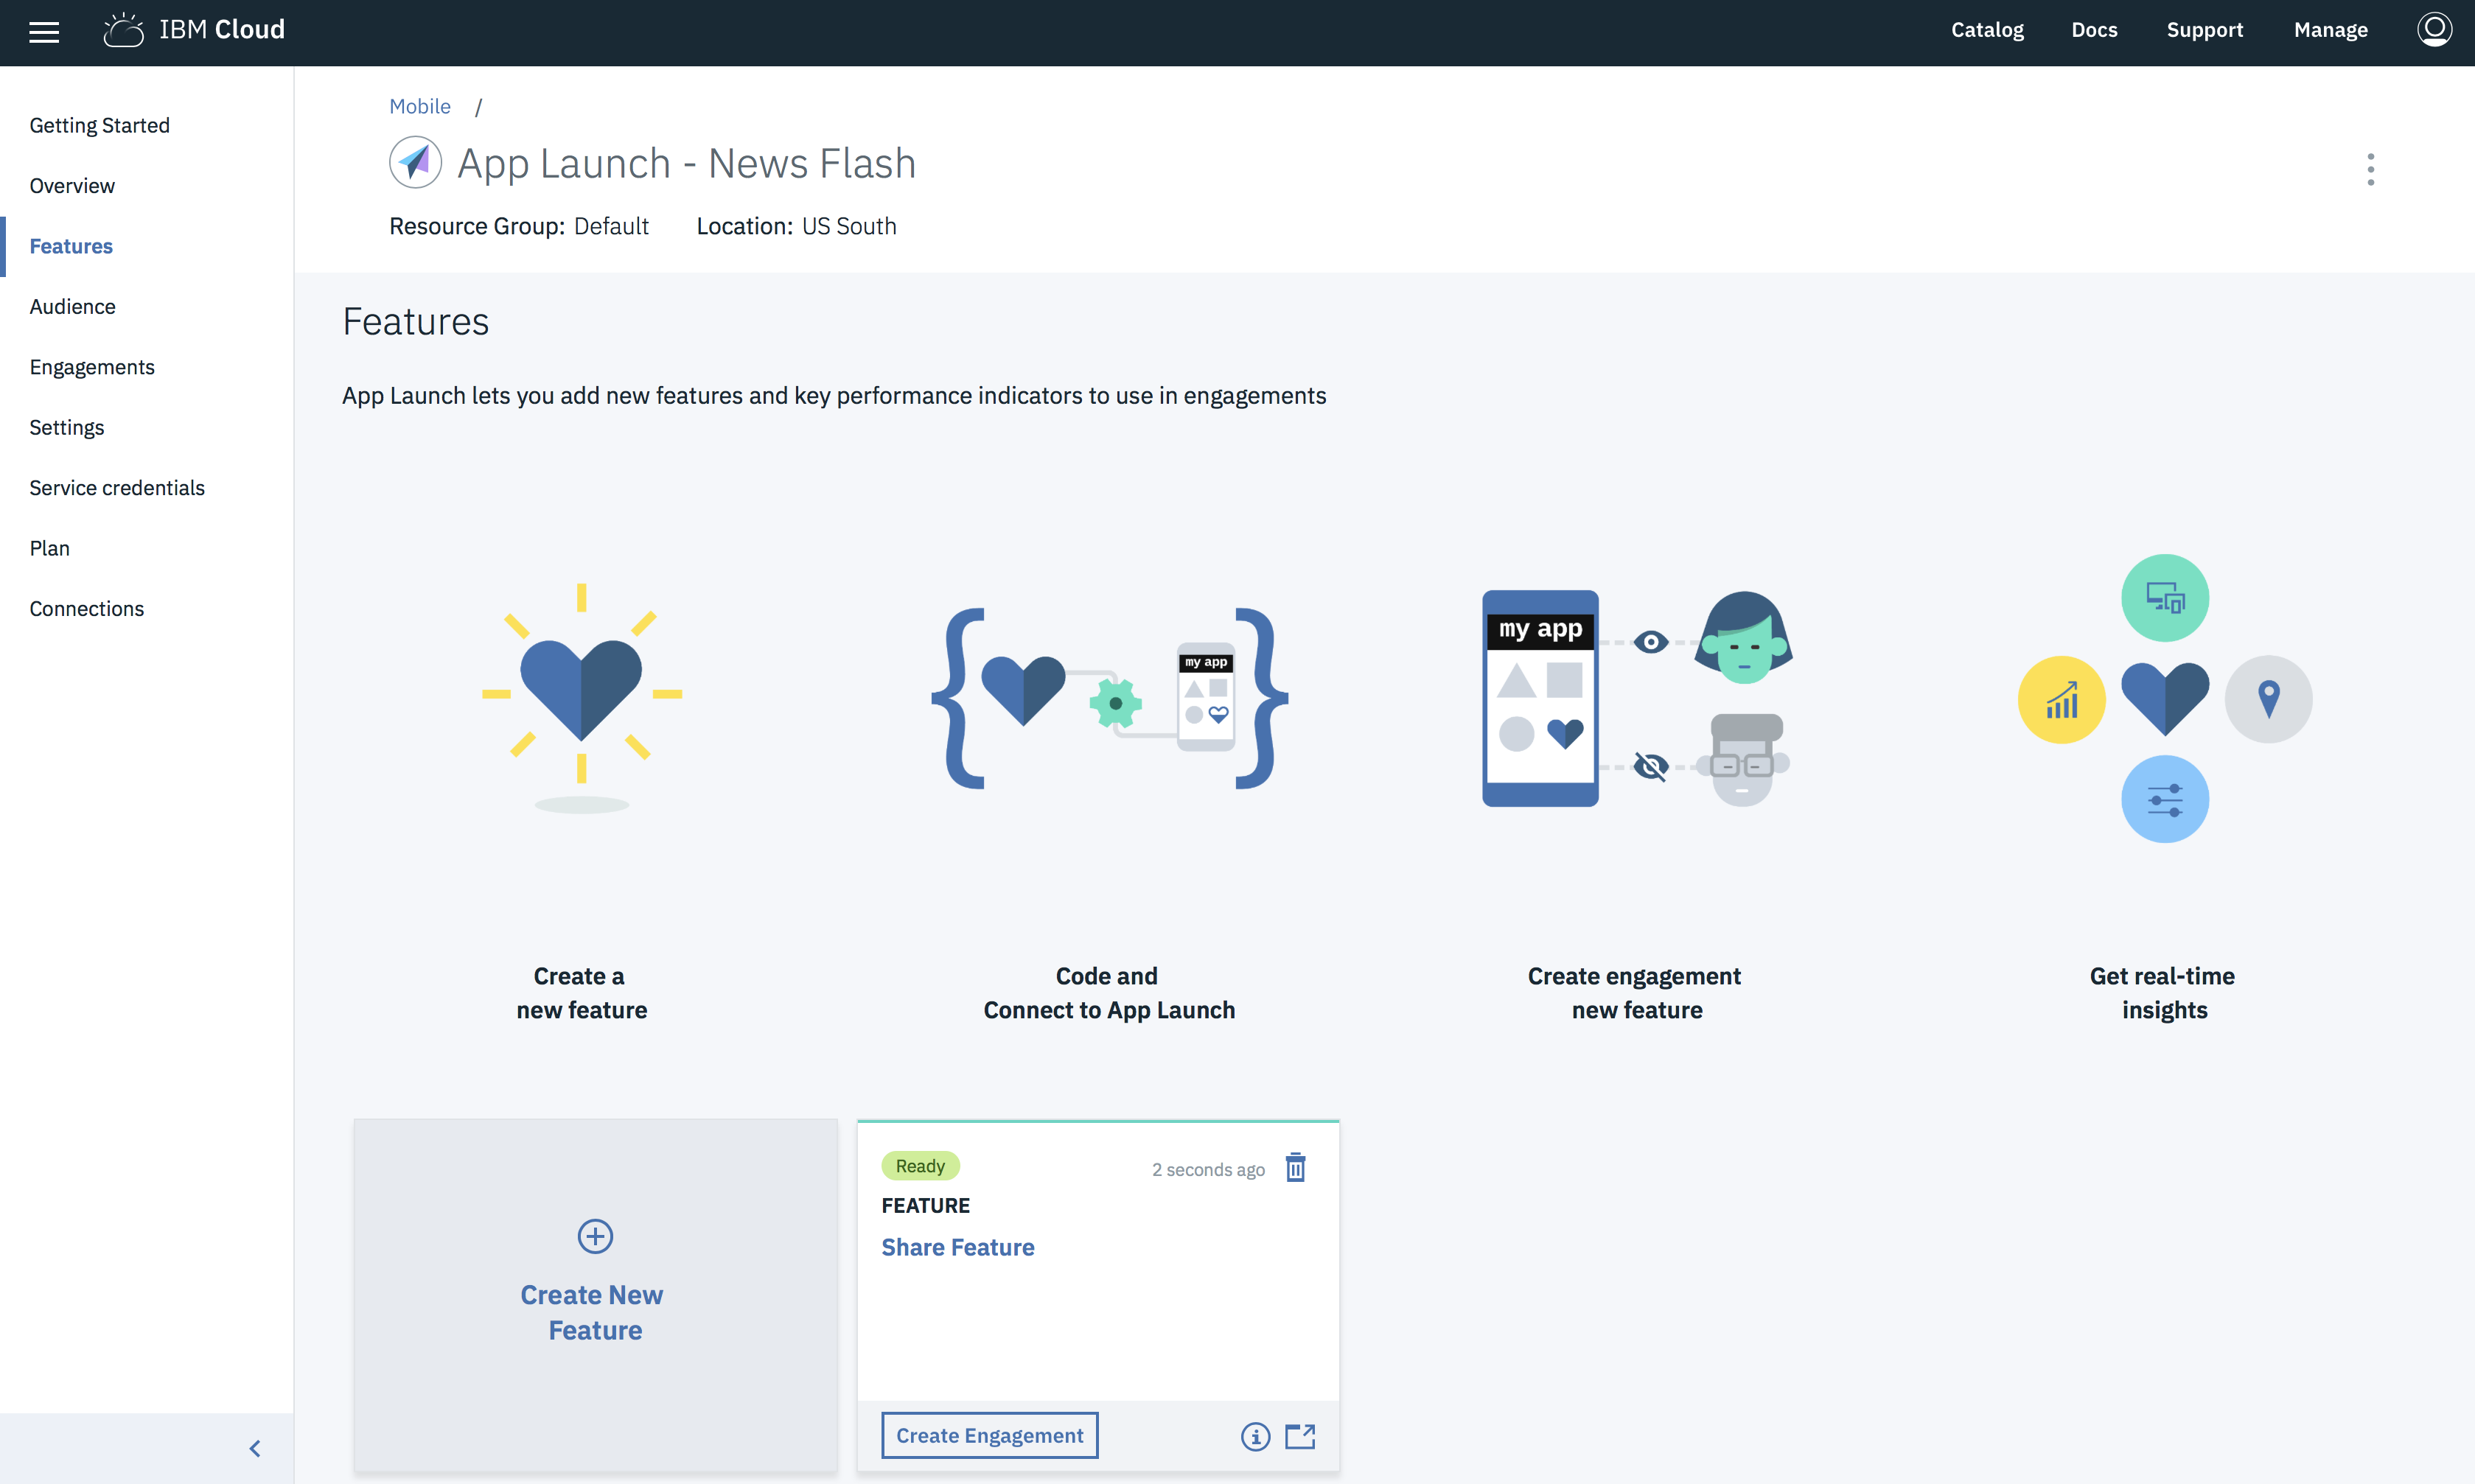 IBM Cloud
Catalog Docs Support Manage
Getting Started
Overview
Features
Audience
Engagements
Settings
Service credentials
Plan
Connections
Mobile /
App Launch - News Flash
Resource Group: Default Location: US South
Features
App Launch lets you add new features and key performance indicators to use in engagements
my app
my app
Create a
new feature
Code and
Connect to App Launch
Create engagement
new feature
Get real-time
insights
Create New
Feature
Ready
2 seconds ago
FEATURE
Share Feature
Create Engagement